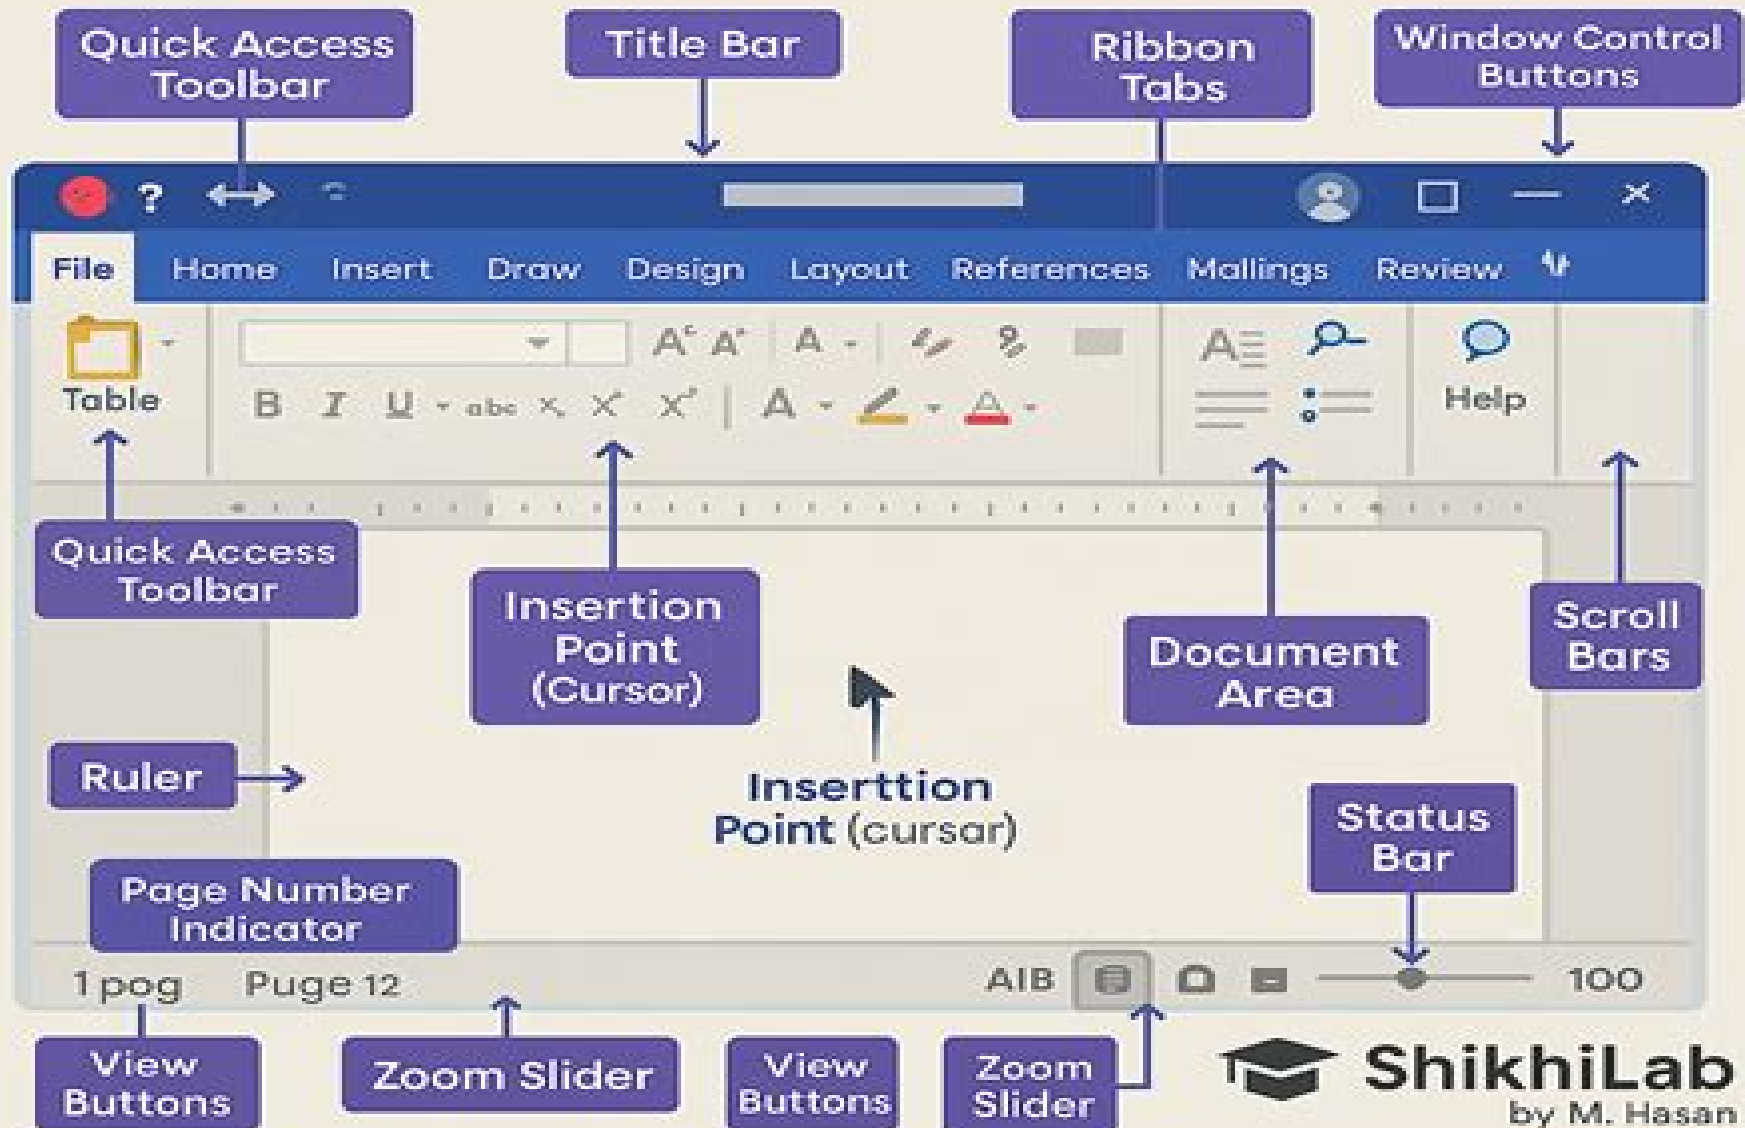 Quick Access
Toolbar
Title Bar
Ribbon
Tabs
Window Control
Buttons
?
File Home Insert Draw Design Layout References Mallings Review
Table
B I U abc
Help
Quick Access
Toolbar
Insertion
Point
(Cursor)
Document
Area
Scroll
Bars
Ruler
Inserttion
Point (cursar)
Status
Bar
Page Number
Indicator
1 pog Puge 12 AIB 100
View
Buttons
Zoom Slider
View
Buttons
Zoom
Slider
ShikhiLab
by M. Hasan